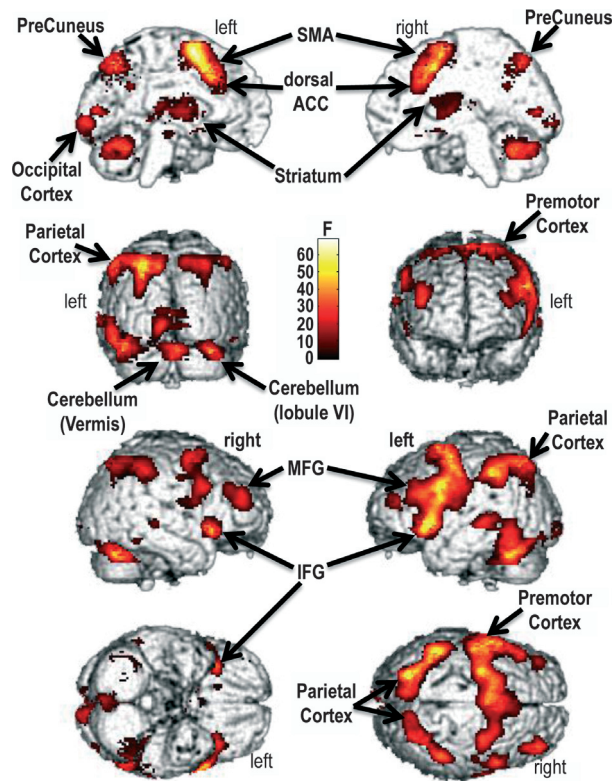 PreCuneus
left
SMA
right
PreCuneus
dorsal
ACC
Striatum
Occipital
Cortex
Parietal
Cortex
left
F
60
50
40
30
20
10
0
Premotor
Cortex
left
Cerebellum
(Vermis)
Cerebellum
(lobule VI)
right
MFG
left
Parietal
Cortex
IFG
Premotor
Cortex
Parietal
Cortex
left
right